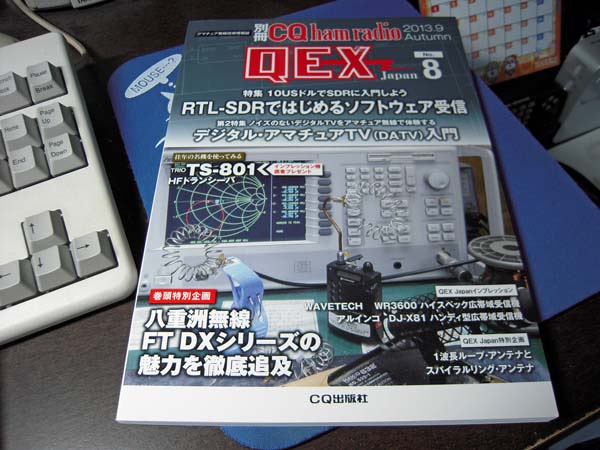 アマチュア無線技術情報誌
別冊 CQ ham radio
2013.9
Autumn
QEX
Japan
No.
8
特集 10USドルでSDRに入門しよう
RTL-SDRではじめるソフトウェア受信
第2特集 ノイズのないデジタルTVをアマチュア無線で体験する
デジタル・アマチュアTV(DATV)入門
往年の名機を使ってみる
TRIO TS-801
HFトランシーバ
インプレッション機
読者プレゼント
巻頭特別企画
八重洲無線
FT DXシリーズの
魅力を徹底追及
QEX Japanインプレッション
WAVETECH WR3600 ハイスペック広帯域受信機
アルインコ DJ-X81 ハンディ型広帯域受信機
QEX Japan特別企画
1波長ループ・アンテナと
スパイラルリング・アンテナ
CQ出版社
MOUSE...?
Pause
Break
Scroll
Page
Up
Page
Down
End